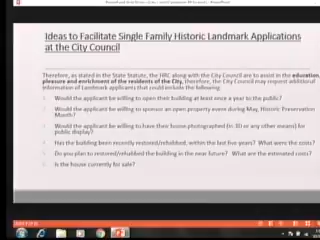 Ideas to Facilitate Single Family Historic Landmark Applications
at the City Council
Therefore, as stated in the State Statute, the HRC along with the City Council are to assist in the education,
pleasure and enrichment of the residents of the City, therefore, the City Council may request additional
information of Landmark applicants that could include the following:
Would the applicant be willing to open their building at least once a year to the public?
Would the applicant be willing to sponsor an open property event during May, Historic Preservation
Month?
Would the applicant be willing to have their house photographed (in 3D or any other means) for
public display?
Has the building been recently restored/rehabbed, within the last five years? What were the costs?
Do you plan to restored/rehabbed the building in the near future? What are the estimated costs?
Is the house currently for sale?